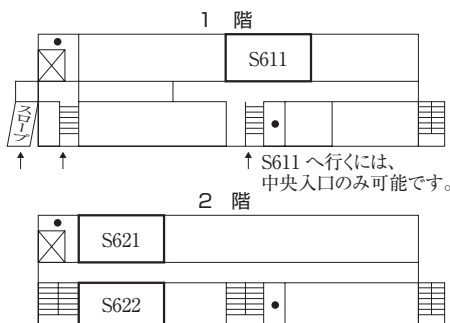 1 階
S611
スロープ
S611 へ行くには、
中央入口のみ可能です。
2 階
S621
S622